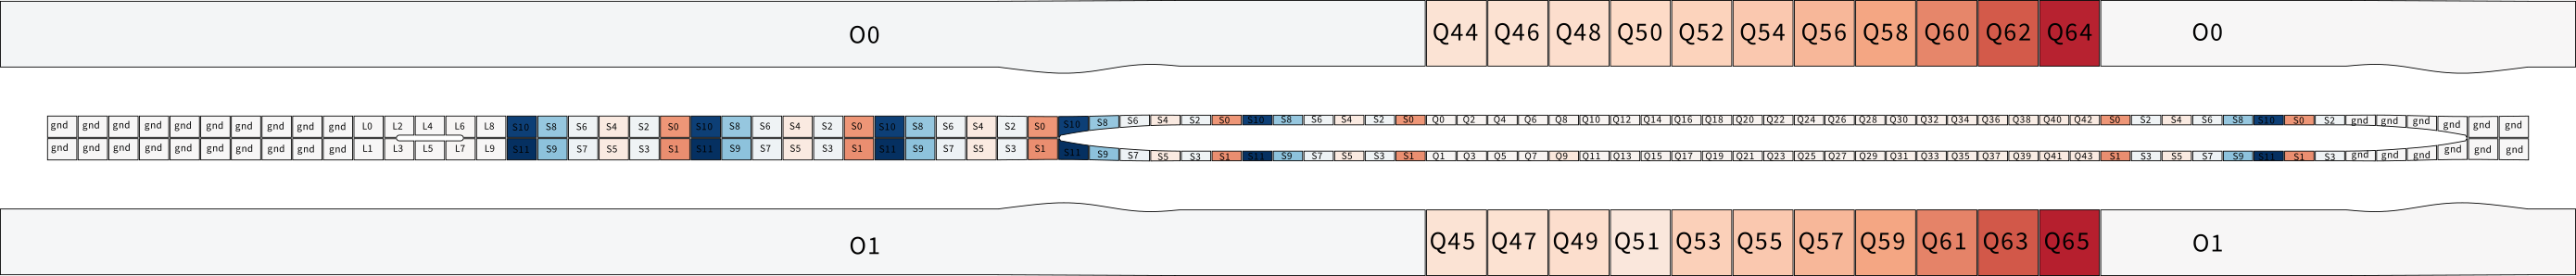 O0 Q44 Q46 Q48 Q50 Q52 Q54 Q56 Q58 Q60 Q62 Q64 O0
gnd gnd gnd gnd gnd gnd gnd gnd gnd gnd L0 L2 L4 L6 L8 S10 S8 S6 S4 S2 S0 S10 S8 S6 S4 S2 S0 S10 S8 S6 S4 S2 S0 S10 S8 S6 S4 S2 S0 S10 S8 S6 S4 S2 S0 Q0 Q2 Q4 Q6 Q8 Q10 Q12 Q14 Q16 Q18 Q20 Q22 Q24 Q26 Q28 Q30 Q32 Q34 Q36 Q38 Q40 Q42 S0 S2 S4 S6 S8 S10 S0 S2 gnd gnd gnd gnd gnd gnd
gnd gnd gnd gnd gnd gnd gnd gnd gnd gnd L1 L3 L5 L7 L9 S11 S9 S7 S5 S3 S1 S11 S9 S7 S5 S3 S1 S11 S9 S7 S5 S3 S1 S11 S9 S7 S5 S3 S1 S11 S9 S7 S5 S3 S1 Q1 Q3 Q5 Q7 Q9 Q11 Q13 Q15 Q17 Q19 Q21 Q23 Q25 Q27 Q29 Q31 Q33 Q35 Q37 Q39 Q41 Q43 S1 S3 S5 S7 S9 S11 S1 S3 gnd gnd gnd gnd gnd gnd
O1 Q45 Q47 Q49 Q51 Q53 Q55 Q57 Q59 Q61 Q63 Q65 O1